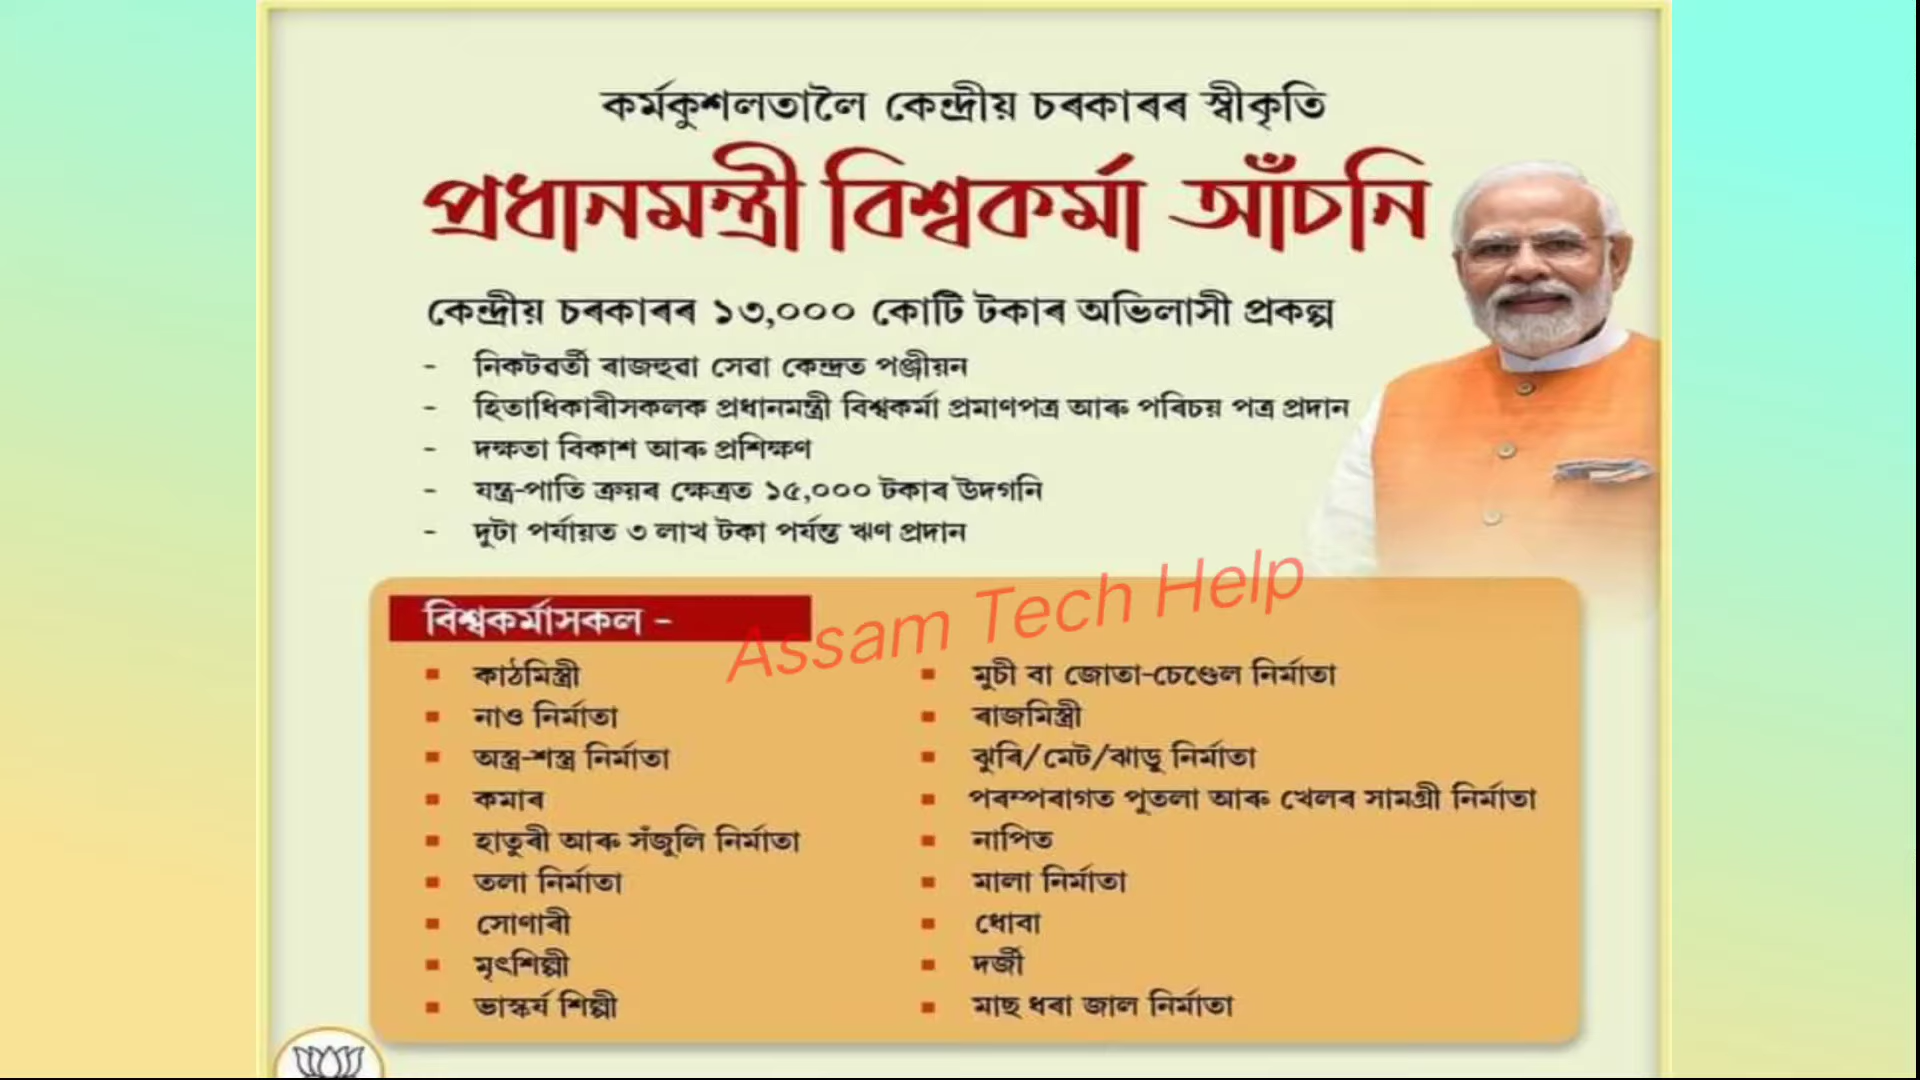 কৰ্মকুশলতালৈ কেন্দ্ৰীয় চৰকাৰৰ স্বীকৃতি
প্ৰধানমন্ত্ৰী বিশ্বকৰ্মা আঁচনি
কেন্দ্ৰীয় চৰকাৰৰ ১৩,০০০ কোটি টকাৰ অভিলাসী প্ৰকল্প
- নিকটৱৰ্তী ৰাজহুৱা সেৱা কেন্দ্ৰত পঞ্জীয়ন
- হিতাধিকাৰীসকলক প্ৰধানমন্ত্ৰী বিশ্বকৰ্মা প্ৰমাণপত্ৰ আৰু পৰিচয় পত্ৰ প্ৰদান
- দক্ষতা বিকাশ আৰু প্ৰশিক্ষণ
- যন্ত্ৰ-পাতি ক্ৰয়ৰ ক্ষেত্ৰত ১৫,০০০ টকাৰ উদগনি
- দুটা পৰ্যায়ত ৩ লাখ টকা পৰ্যন্ত ঋণ প্ৰদান
Assam Tech Help
বিশ্বকৰ্মাসকল -
কাঠমিস্ত্ৰী
নাও নিৰ্মাতা
অস্ত্ৰ-শস্ত্ৰ নিৰ্মাতা
কমাৰ
হাতুৰী আৰু সঁজুলি নিৰ্মাতা
তলা নিৰ্মাতা
সোণাৰী
মৃৎশিল্পী
ভাস্কৰ্য শিল্পী
মুচী বা জোতা-চেণ্ডেল নিৰ্মাতা
ৰাজমিস্ত্ৰী
ঝুৰি/মেট/ঝাড়ু নিৰ্মাতা
পৰম্পৰাগত পুতলা আৰু খেলৰ সামগ্ৰী নিৰ্মাতা
নাপিত
মালা নিৰ্মাতা
ধোবা
দৰ্জী
মাছ ধৰা জাল নিৰ্মাতা